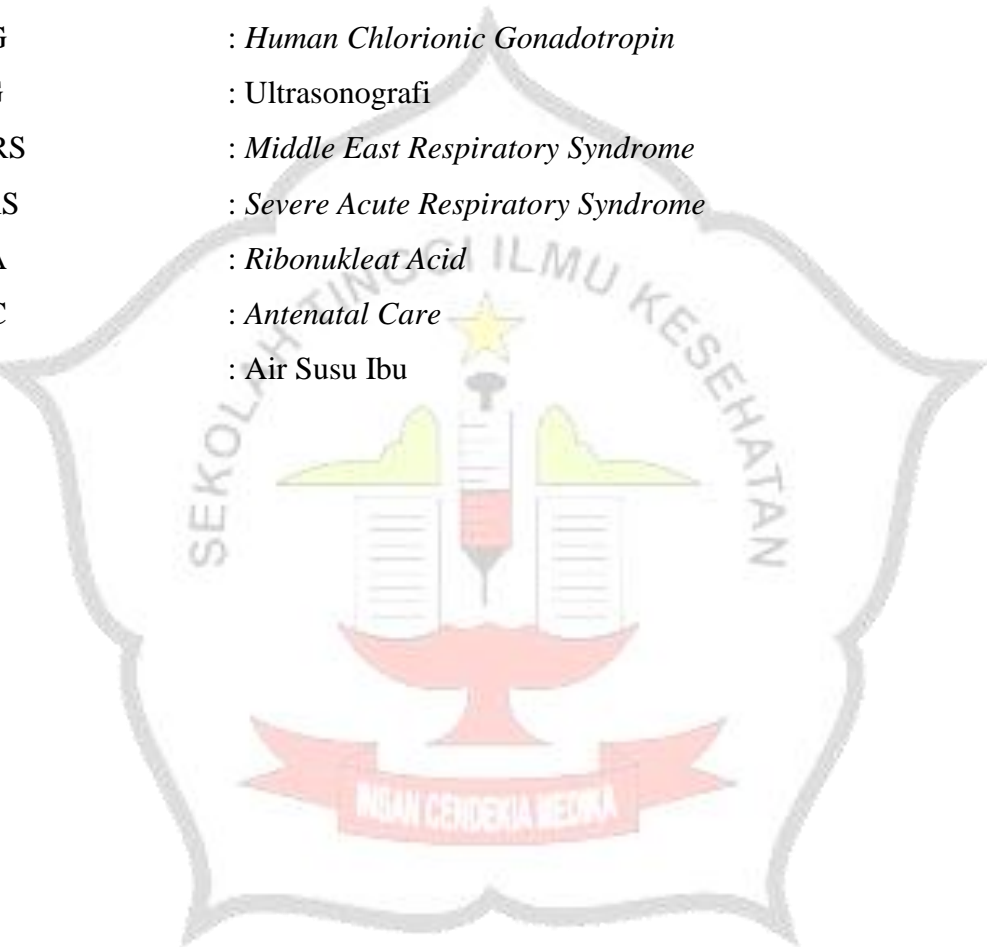 G : Human Chlorionic Gonadotropin
G : Ultrasonografi
RS : Middle East Respiratory Syndrome
S : Severe Acute Respiratory Syndrome
A : Ribonukleat Acid
C : Antenatal Care
: Air Susu Ibu
SEKOLAH TINGGI ILMU KESEHATAN
INSAN CENDEKIA MEDIKA